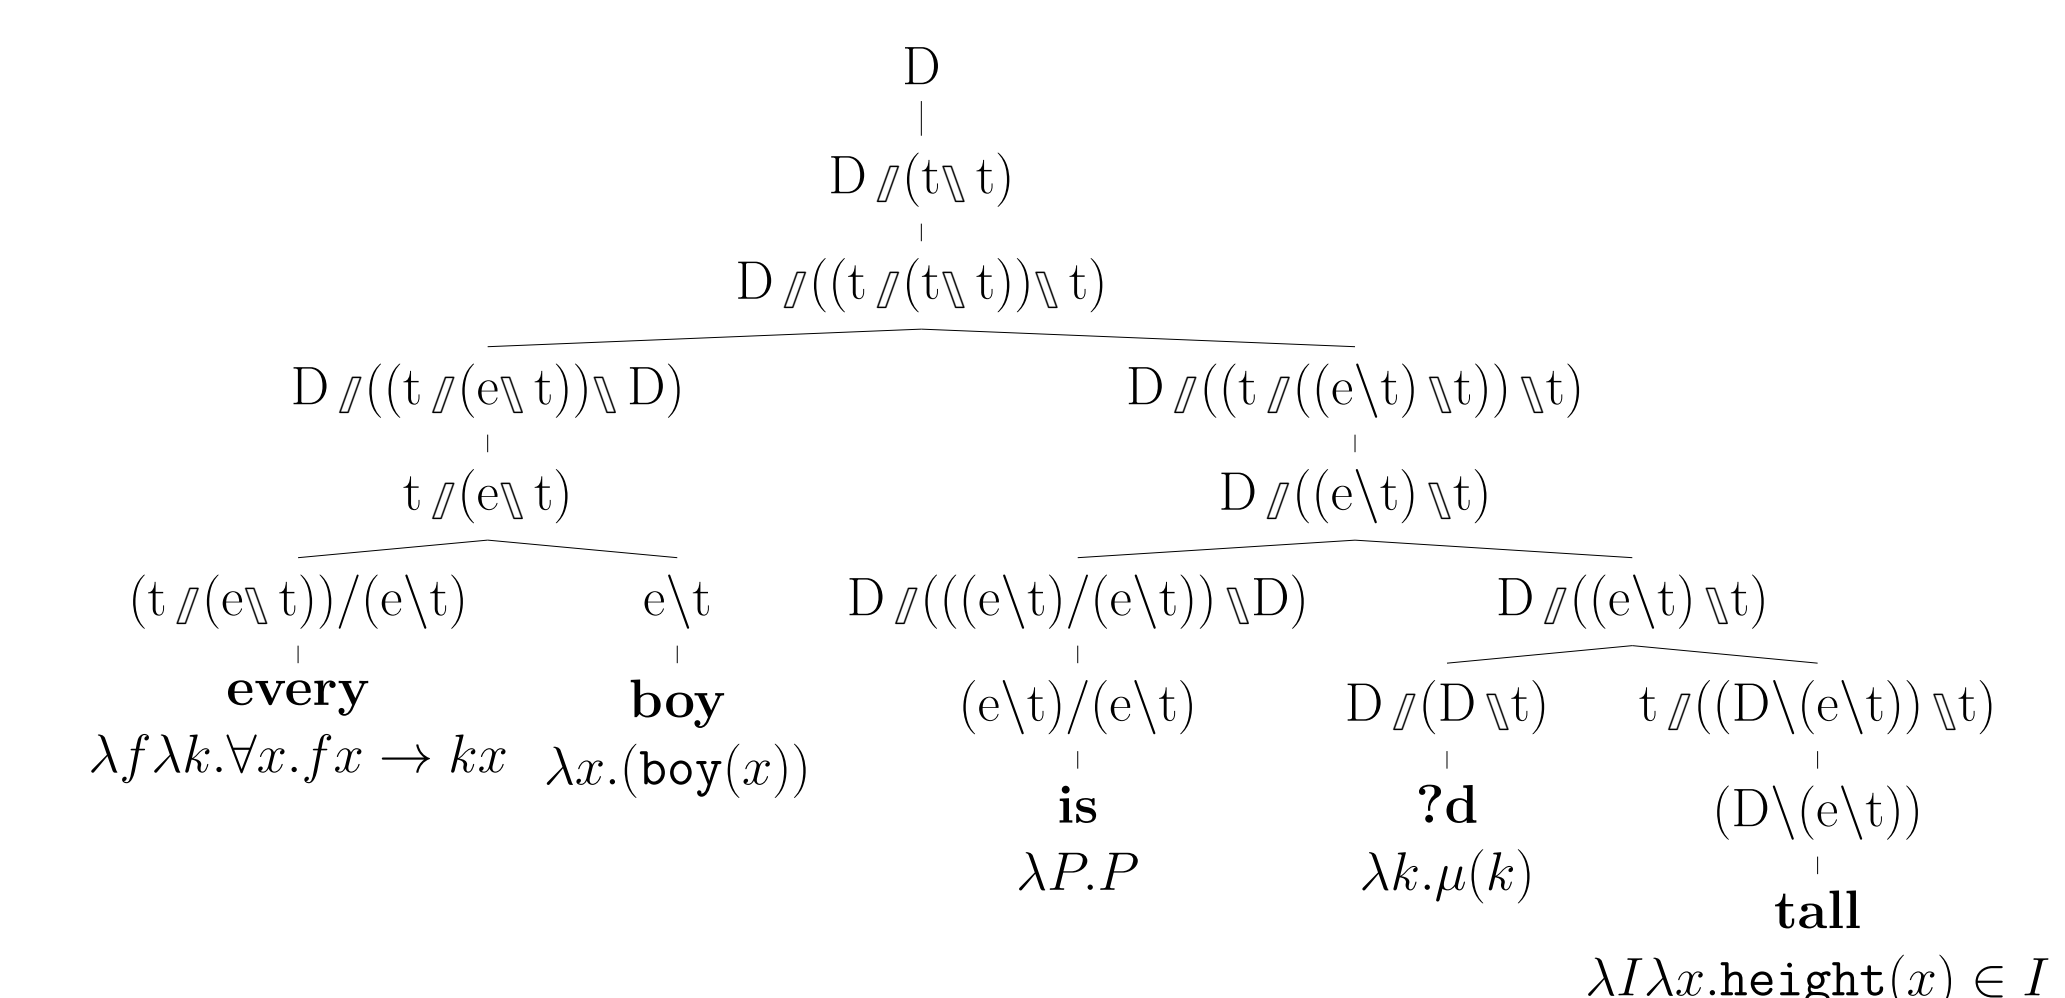 D
D⫽(t⑊t)
D⫽((t⫽(t⑊t))⑊t)
D⫽((t⫽(e⑊t))⑊D) D⫽((t⫽((e\t)⑊t))⑊t)
t⫽(e⑊t) D⫽((e\t)⑊t)
(t⫽(e⑊t))/(e\t) e\t D⫽(((e\t)/(e\t))⑊D) D⫽((e\t)⑊t)
every boy (e\t)/(e\t) D⫽(D⑊t) t⫽((D\(e\t))⑊t)
λfλk.∀x.fx → kx λx.(boy(x)) is ?d (D\(e\t))
λP.P λk.μ(k) tall
λIλx.height(x) ∈ I